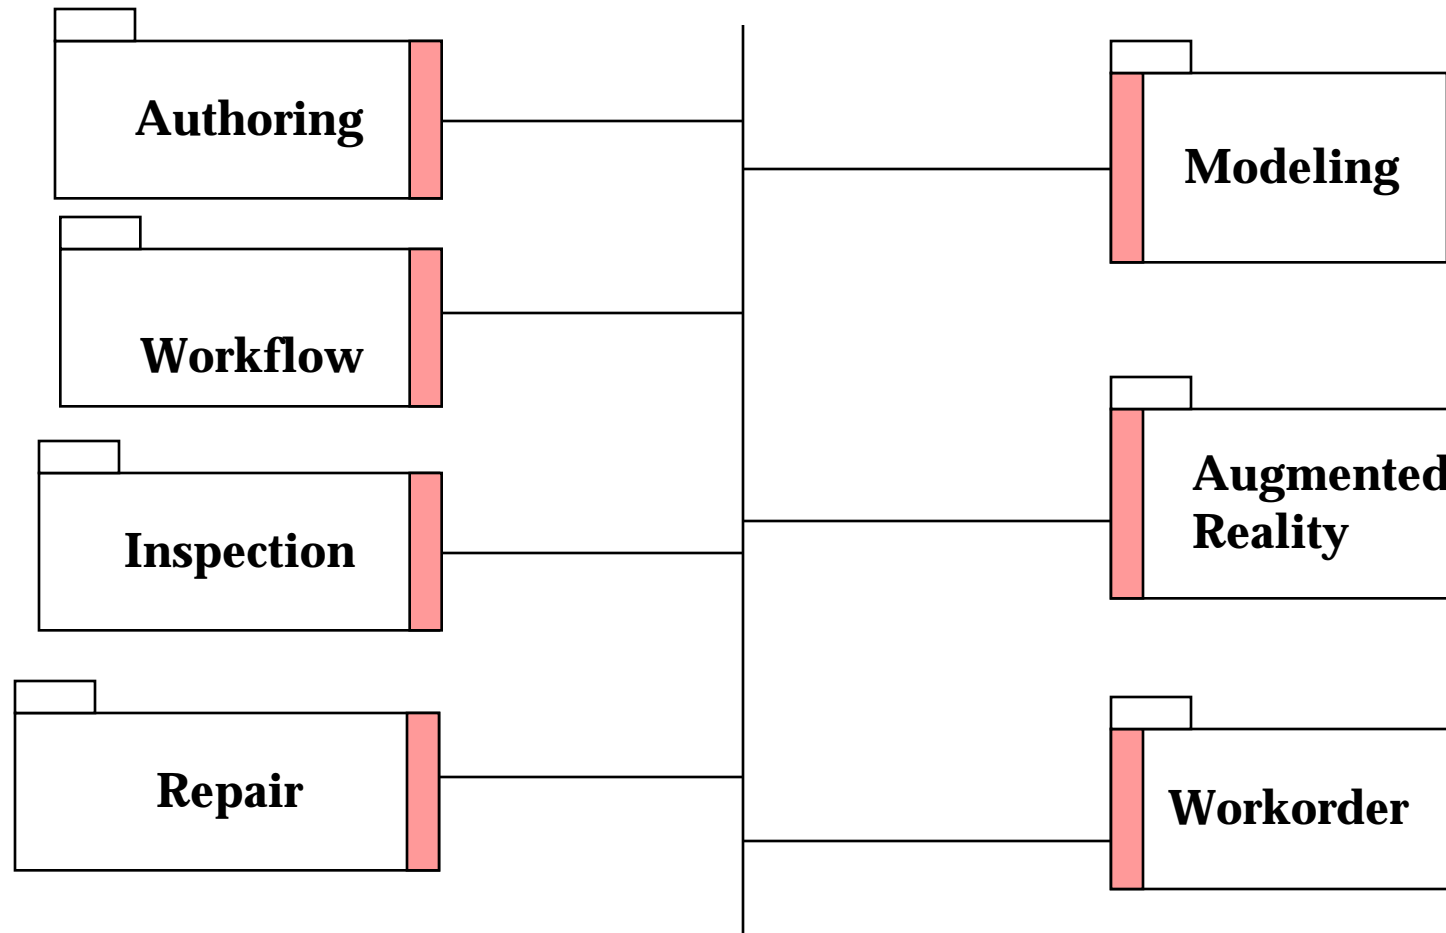 Authoring
Workflow
Inspection
Repair
Modeling
Augmented
Reality
Workorder